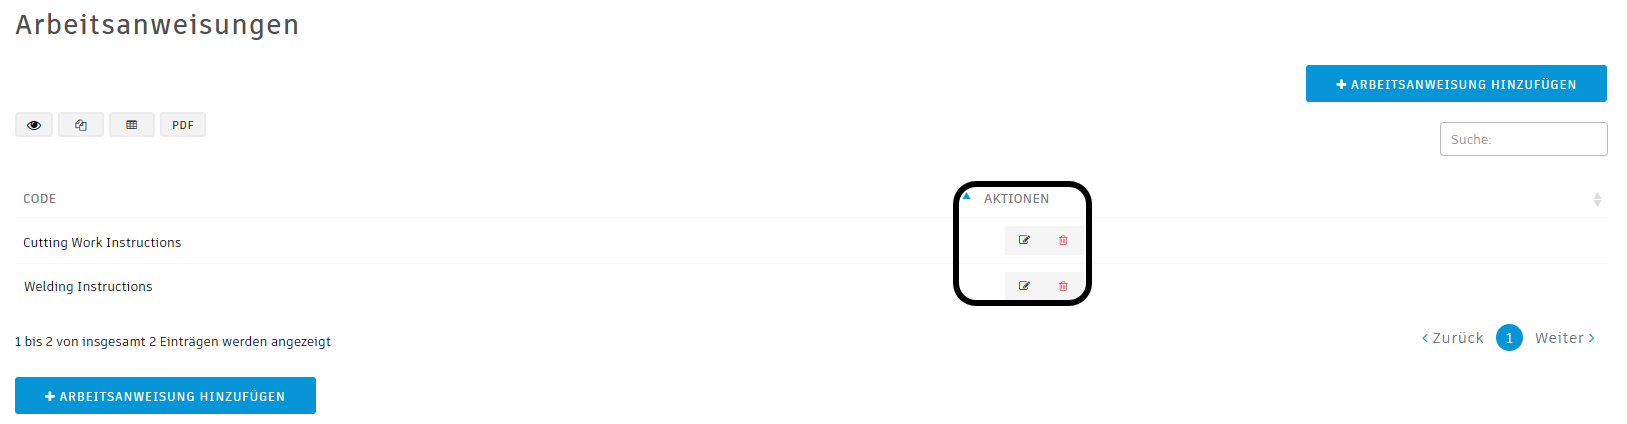 Arbeitsanweisungen
ARBEITSANWEISUNG HINZUFÜGEN
PDF
Suche:
CODE AKTIONEN
Cutting Work Instructions
Welding Instructions
1 bis 2 von insgesamt 2 Einträgen werden angezeigt
Zurück 1 Weiter
ARBEITSANWEISUNG HINZUFÜGEN